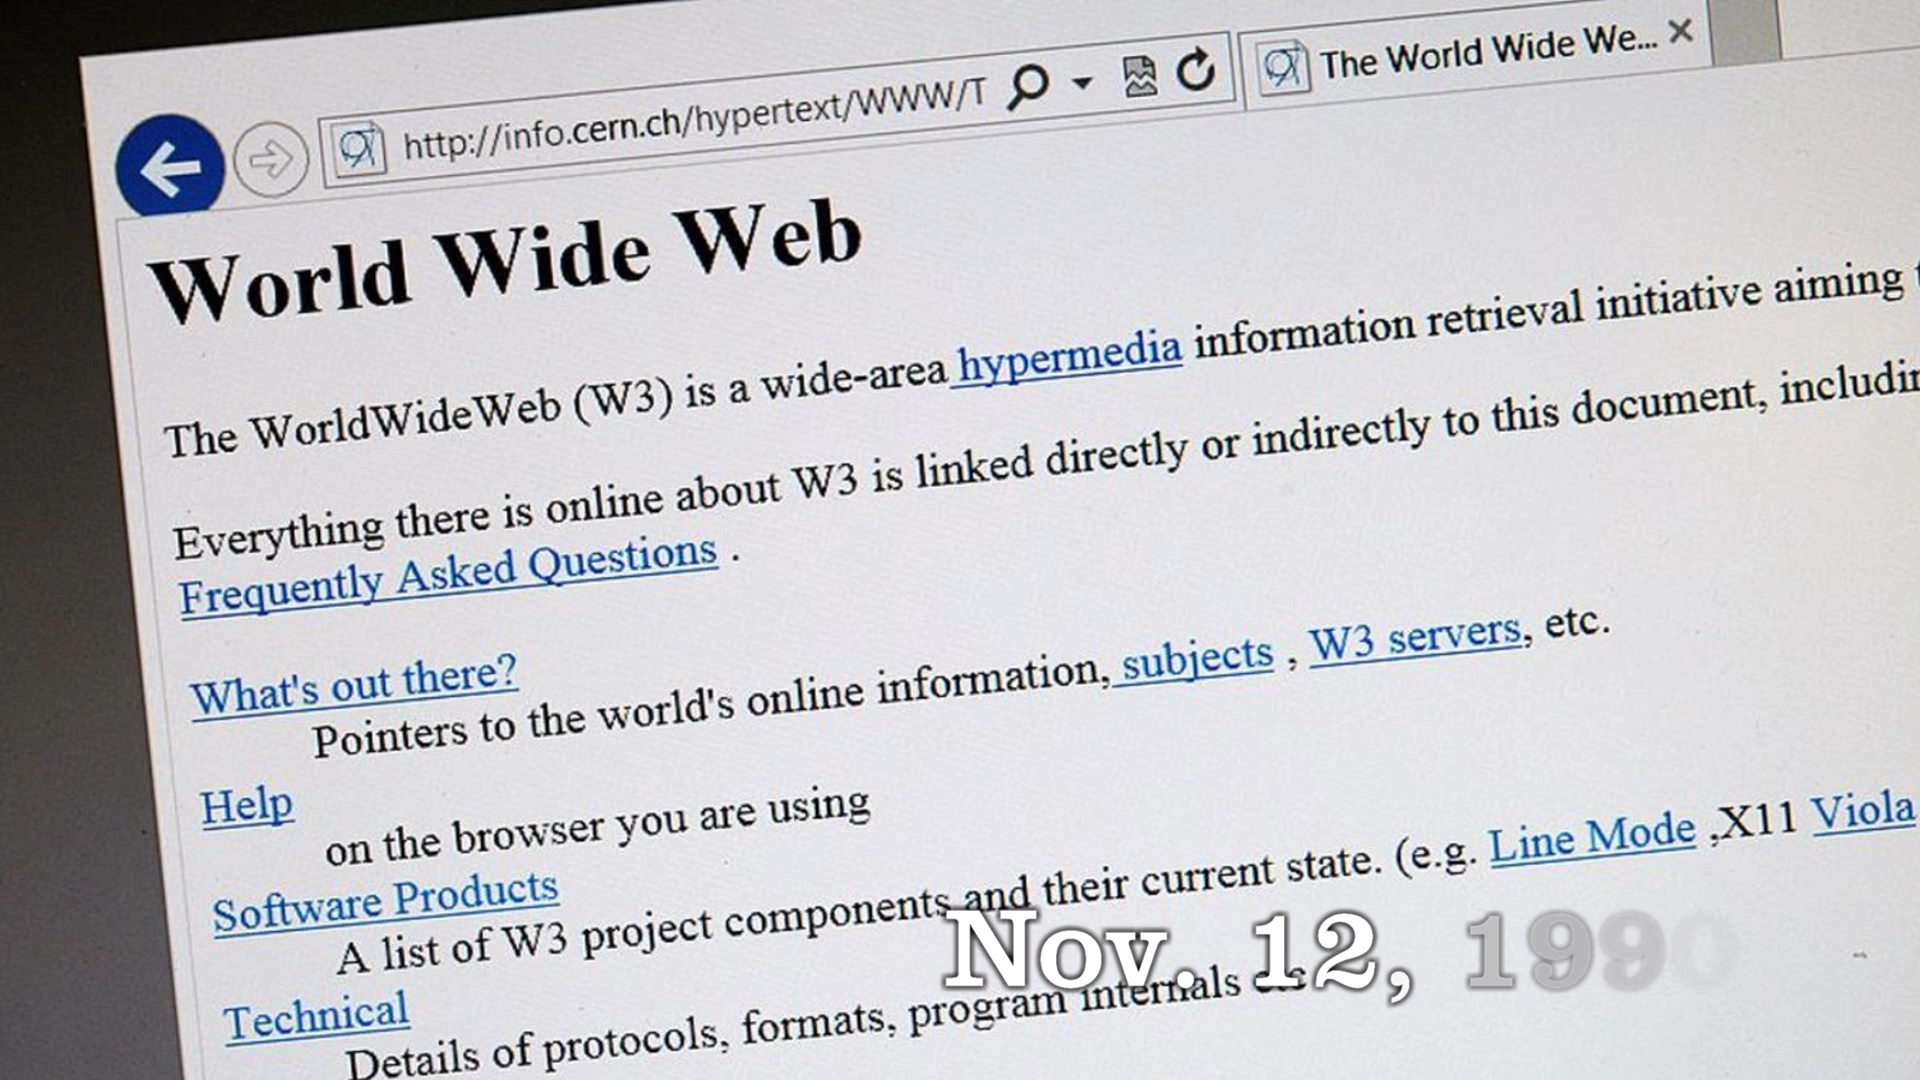 http://info.cern.ch/hypertext/WWW/T
The World Wide We...
World Wide Web
The WorldWideWeb (W3) is a wide-area hypermedia information retrieval initiative aiming
Everything there is online about W3 is linked directly or indirectly to this document, includin
Frequently Asked Questions .
What's out there?
Pointers to the world's online information, subjects , W3 servers, etc.
Help
on the browser you are using
Software Products
A list of W3 project components and their current state. (e.g. Line Mode ,X11 Viola
Technical
Details of protocols, formats, program internals etc
Nov. 12, 1990